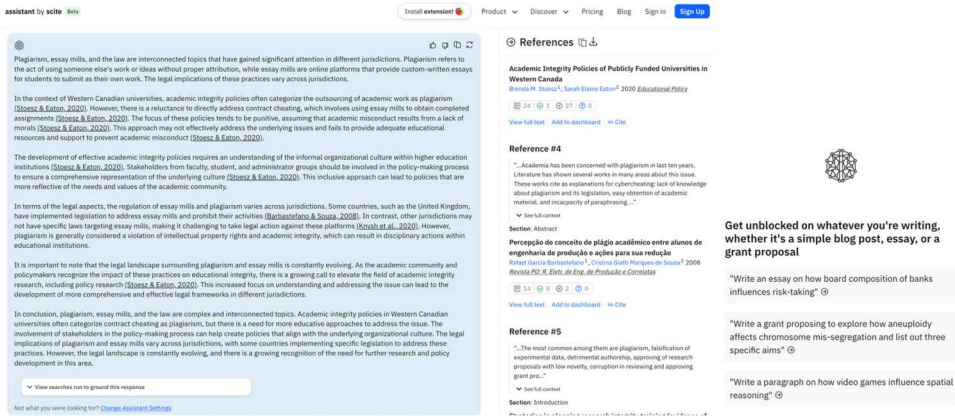 assistant by scite Beta
Install extension!
Product
Discover
Pricing
Blog
Sign in
Sign Up
Plagiarism, essay mills, and the law are interconnected topics that have gained significant attention in different jurisdictions. Plagiarism refers to
the act of using someone else's work or ideas without proper attribution, while essay mills are online platforms that provide custom-written essays
for students to submit as their own work. The legal implications of these practices vary across jurisdictions.
In the context of Western Canadian universities, academic integrity policies often categorize the outsourcing of academic work as plagiarism
(Stoesz & Eaton, 2020). However, there is a reluctance to directly address contract cheating, which involves using essay mills to obtain completed
assignments (Stoesz & Eaton, 2020). The focus of these policies tends to be punitive, assuming that academic misconduct results from a lack of
morals (Stoesz & Eaton, 2020). This approach may not effectively address the underlying issues and fails to provide adequate educational
resources and support to prevent academic misconduct (Stoesz & Eaton, 2020).
The development of effective academic integrity policies requires an understanding of the informal organizational culture within higher education
institutions (Stoesz & Eaton, 2020). Stakeholders from faculty, student, and administrator groups should be involved in the policy-making process
to ensure a comprehensive representation of the underlying culture (Stoesz & Eaton, 2020). This inclusive approach can lead to policies that are
more reflective of the needs and values of the academic community.
In terms of the legal aspects, the regulation of essay mills and plagiarism varies across jurisdictions. Some countries, such as the United Kingdom,
have implemented legislation to address essay mills and prohibit their activities (Barbastefano & Souza, 2008). In contrast, other jurisdictions may
not have specific laws targeting essay mills, making it challenging to take legal action against these platforms (Knysh et al., 2020). However,
plagiarism is generally considered a violation of intellectual property rights and academic integrity, which can result in disciplinary actions within
educational institutions.
It is important to note that the legal landscape surrounding plagiarism and essay mills is constantly evolving. As the academic community and
policymakers recognize the impact of these practices on educational integrity, there is a growing call to elevate the field of academic integrity
research, including policy research (Stoesz & Eaton, 2020). This increased focus on understanding and addressing the issue can lead to the
development of more comprehensive and effective legal frameworks in different jurisdictions.
In conclusion, plagiarism, essay mills, and the law are complex and interconnected topics. Academic integrity policies in Western Canadian
universities often categorize contract cheating as plagiarism, but there is a need for more educative approaches to address the issue. The
involvement of stakeholders in the policy-making process can help create policies that align with the underlying organizational culture. The legal
implications of plagiarism and essay mills vary across jurisdictions, with some countries implementing specific legislation to address these
practices. However, the legal landscape is constantly evolving, and there is a growing recognition of the need for further research and policy
development in this area.
View searches run to ground this response
Not what you were looking for? Change Assistant Settings
References
Academic Integrity Policies of Publicly Funded Universities in
Western Canada
Brenda M. Stoesz1, Sarah Elaine Eaton2 2020 Educational Policy
24 1 27 0
View full text Add to dashboard Cite
Reference #4
"...Academia has been concerned with plagiarism in last ten years.
Literature has shown several works in many areas about this issue.
These works cite as explanations for cybercheating: lack of knowledge
about plagiarism and its legislation, easy obtention of academic
material, and incapacity of paraphrasing...."
See full context
Section: Abstract
Percepção do conceito de plágio acadêmico entre alunos de
engenharia de produção e ações para sua redução
Rafael Garcia Barbastefano1, Cristina Giatti Marques de Souza2 2008
Revista PD: R. Eletr. de Eng. de Produção e Correlatas
14 0 2 0
View full text Add to dashboard Cite
Reference #5
"...The most common among them are plagiarism, falsification of
experimental data, detrimental authorship, approving of research
proposals with low novelty, corruption in reviewing and approving
grant pro..."
See full context
Section: Introduction
Get unblocked on whatever you're writing,
whether it's a simple blog post, essay, or a
grant proposal
"Write an essay on how board composition of banks
influences risk-taking"
"Write a grant proposing to explore how aneuploidy
affects chromosome mis-segregation and list out three
specific aims"
"Write a paragraph on how video games influence spatial
reasoning"